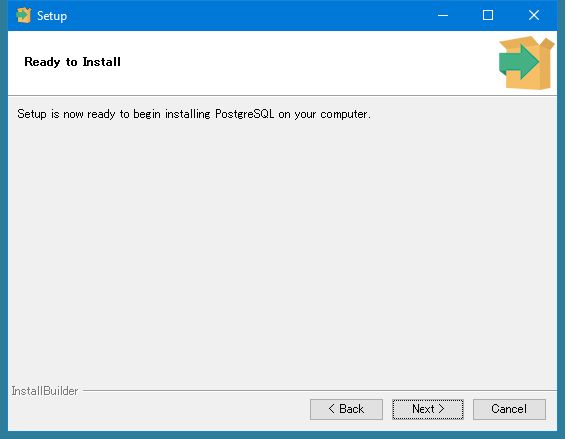 Setup
Ready to Install
Setup is now ready to begin installing PostgreSQL on your computer.
InstallBuilder
< Back
Next >
Cancel